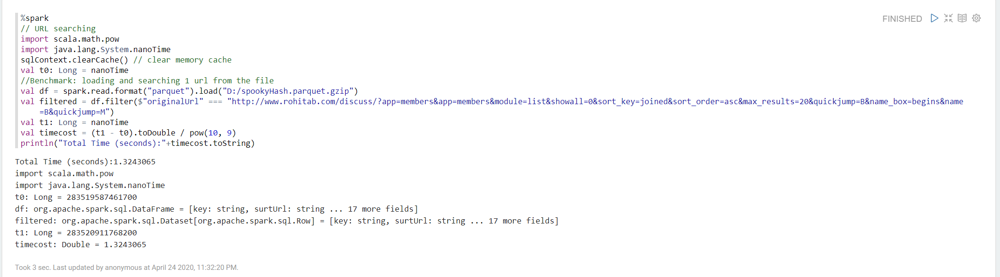 %spark
// URL searching
import scala.math.pow
import java.lang.System.nanoTime
sqlContext.clearCache() // clear memory cache
val t0: Long = nanoTime
//Benchmark: loading and searching 1 url from the file
val df = spark.read.format("parquet").load("D:/spookyHash.parquet.gzip")
val filtered = df.filter($"originalUrl" === "http://www.rohitab.com/discuss/?app=members&app=members&module=list&showall=0&sort_key=joined&sort_order=asc&max_results=20&quickjump=B&name_box=begins&name
=B&quickjump=M")
val t1: Long = nanoTime
val timecost = (t1 - t0).toDouble / pow(10, 9)
println("Total Time (seconds):"+timecost.toString)
FINISHED
Total Time (seconds):1.3243065
import scala.math.pow
import java.lang.System.nanoTime
t0: Long = 283519587461700
df: org.apache.spark.sql.DataFrame = [key: string, surtUrl: string ... 17 more fields]
filtered: org.apache.spark.sql.Dataset[org.apache.spark.sql.Row] = [key: string, surtUrl: string ... 17 more fields]
t1: Long = 283520911768200
timecost: Double = 1.3243065
Took 3 sec. Last updated by anonymous at April 24 2020, 11:32:20 PM.